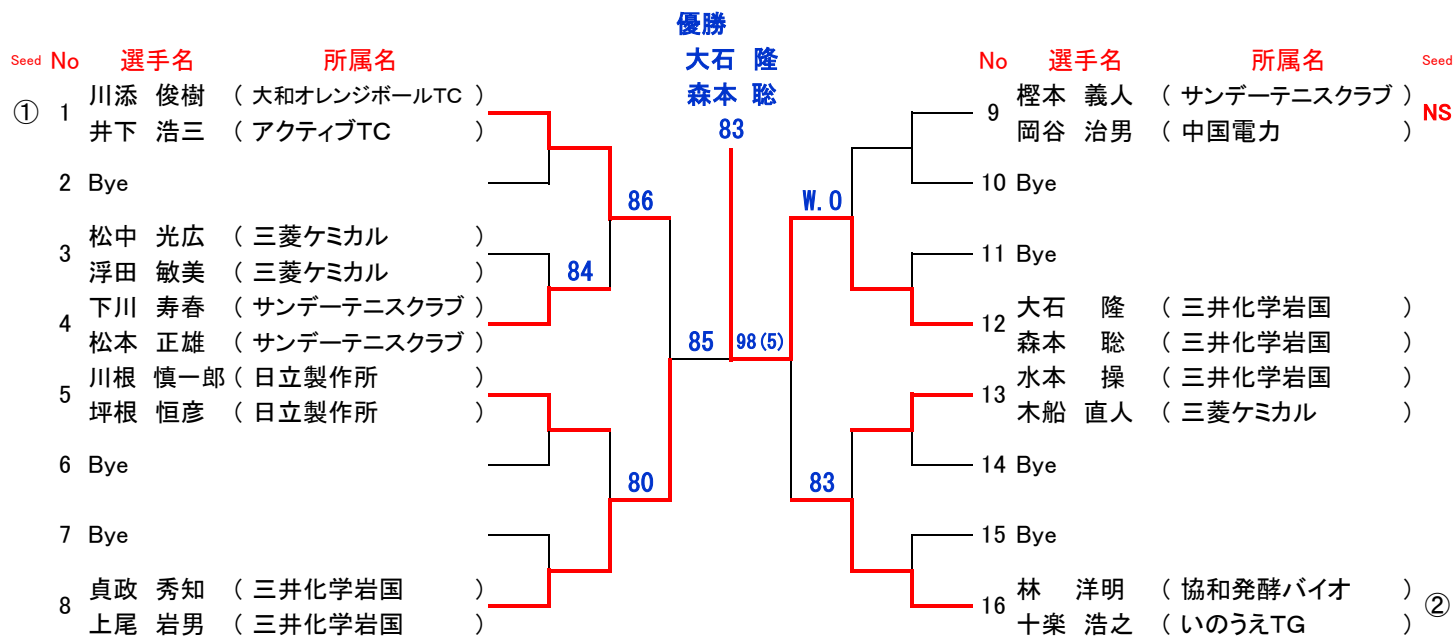 優勝
大石 隆
森本 聡
83
Seed No 選手名 所属名
① 1 川添 俊樹 ( 大和オレンジボールTC )
井下 浩三 ( アクティブTC )
2 Bye
86
3 松中 光広 ( 三菱ケミカル )
浮田 敏美 ( 三菱ケミカル )
84
4 下川 寿春 ( サンデーテニスクラブ )
松本 正雄 ( サンデーテニスクラブ )
85
5 川根 慎一郎 ( 日立製作所 )
坪根 恒彦 ( 日立製作所 )
6 Bye
80
7 Bye
8 貞政 秀知 ( 三井化学岩国 )
上尾 岩男 ( 三井化学岩国 )
No 選手名 所属名 Seed
9 樫本 義人 ( サンデーテニスクラブ ) NS
岡谷 治男 ( 中国電力 )
10 Bye
W.O
11 Bye
12 大石 隆 ( 三井化学岩国 )
森本 聡 ( 三井化学岩国 )
98(5)
13 水本 操 ( 三井化学岩国 )
木船 直人 ( 三菱ケミカル )
14 Bye
83
15 Bye
16 林 洋明 ( 協和発酵バイオ ) ②
十楽 浩之 ( いのうえTG )